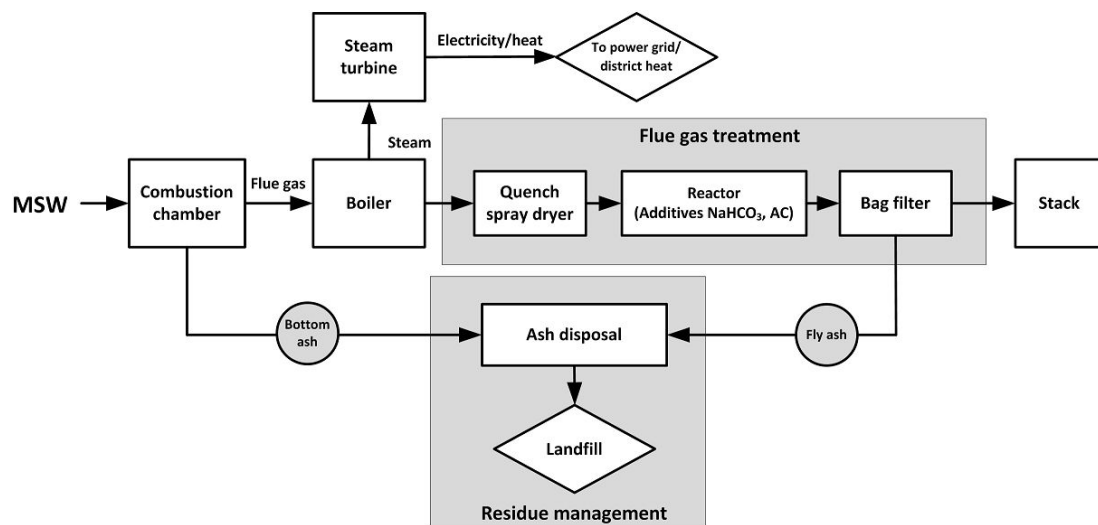 Steam
turbine
Electricity/heat
To power grid/
district heat
Steam
Flue gas treatment
MSW
Combustion
chamber
Flue gas
Boiler
Quench
spray dryer
Reactor
(Additives NaHCO₃, AC)
Bag filter
Stack
Bottom
ash
Ash disposal
Fly ash
Landfill
Residue management